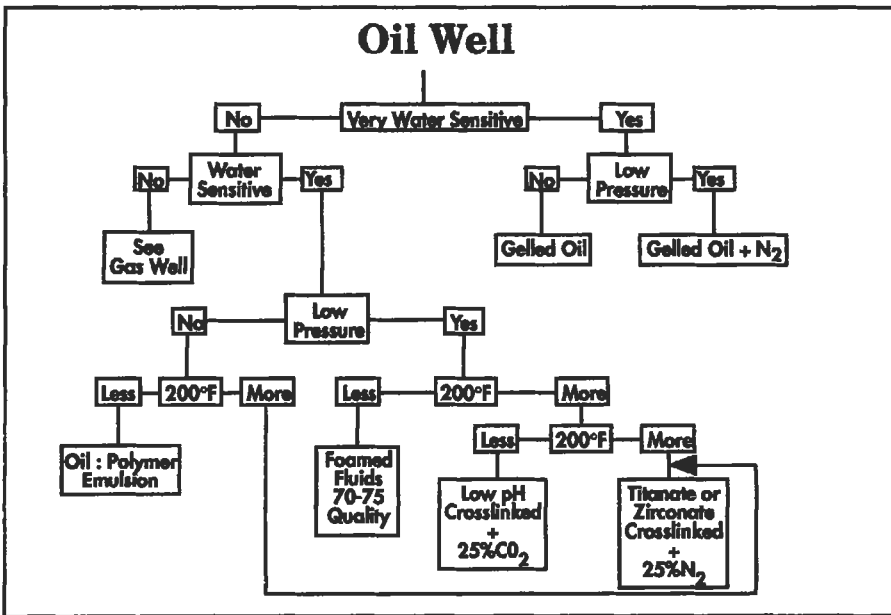 Oil Well
No
Very Water Sensitive
Yes
No
Water
Sensitive
Yes
No
Low
Pressure
Yes
See
Gas Well
Gelled Oil
Gelled Oil + N2
No
Low
Pressure
Yes
Less
200°F
More
Less
200°F
More
Oil : Polymer
Emulsion
Foamed
Fluids
70-75
Quality
Less
200°F
More
Low pH
Crosslinked
+
25%CO2
Titanate or
Zirconate
Crosslinked
+
25%N2